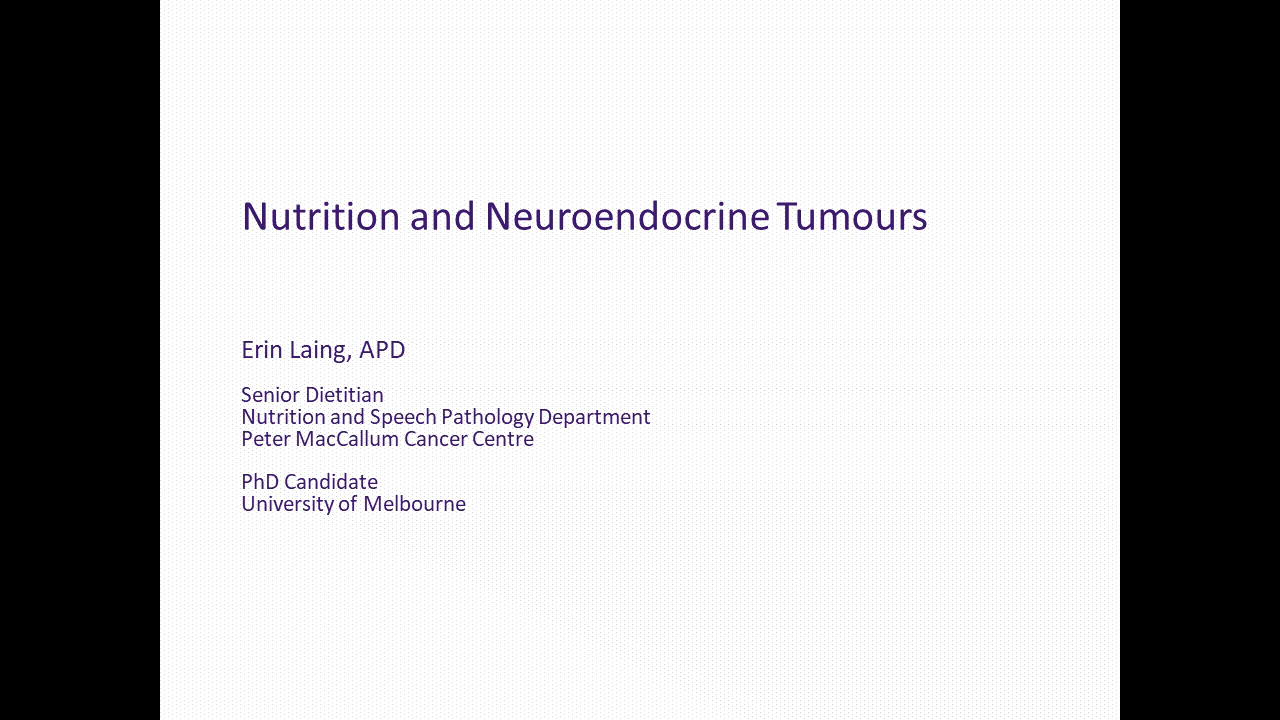 Nutrition and Neuroendocrine Tumours
Erin Laing, APD
Senior Dietitian
Nutrition and Speech Pathology Department
Peter MacCallum Cancer Centre
PhD Candidate
University of Melbourne